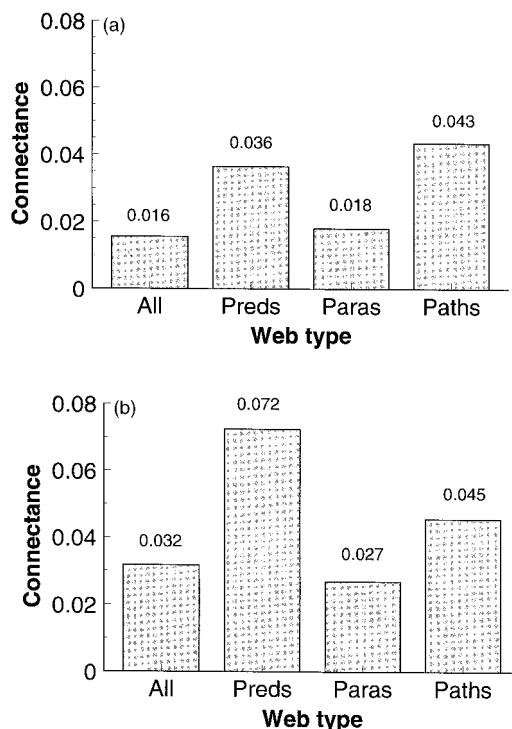 (a)
0.08
0.06
0.04
0.02
0
Connectance
0.016
0.036
0.018
0.043
All Preds Paras Paths
Web type
(b)
0.08
0.06
0.04
0.02
0
Connectance
0.032
0.072
0.027
0.045
All Preds Paras Paths
Web type